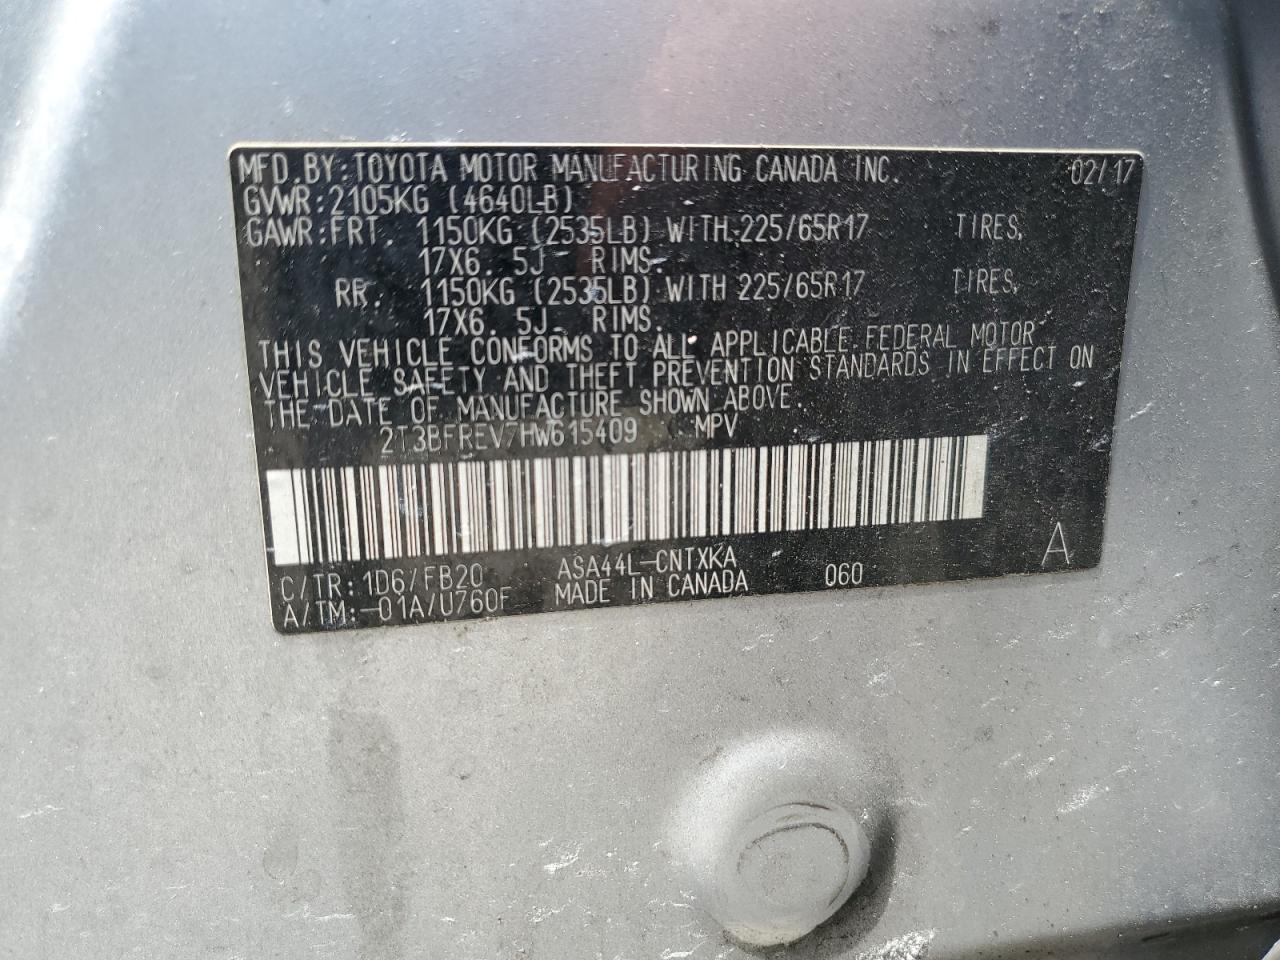 MFD.BY:TOYOTA MOTOR MANUFACTURING CANADA INC. 02/17
GVWR:2105KG (4640LB)
GAWR:FRT. 1150KG (2535LB) WITH 225/65R17 TIRES,
17X6. 5J RIMS.
RR. 1150KG (2535LB) WITH 225/65R17 TIRES,
17X6. 5J RIMS.
THIS VEHICLE CONFORMS TO ALL APPLICABLE FEDERAL MOTOR
VEHICLE SAFETY AND THEFT PREVENTION STANDARDS IN EFFECT ON
THE DATE OF MANUFACTURE SHOWN ABOVE.
2T3BFREV7HW615409 MPV
C/TR:1D6/FB20 ASA44L-CNTXKA 060 A
A/TM:-01A/U760F MADE IN CANADA